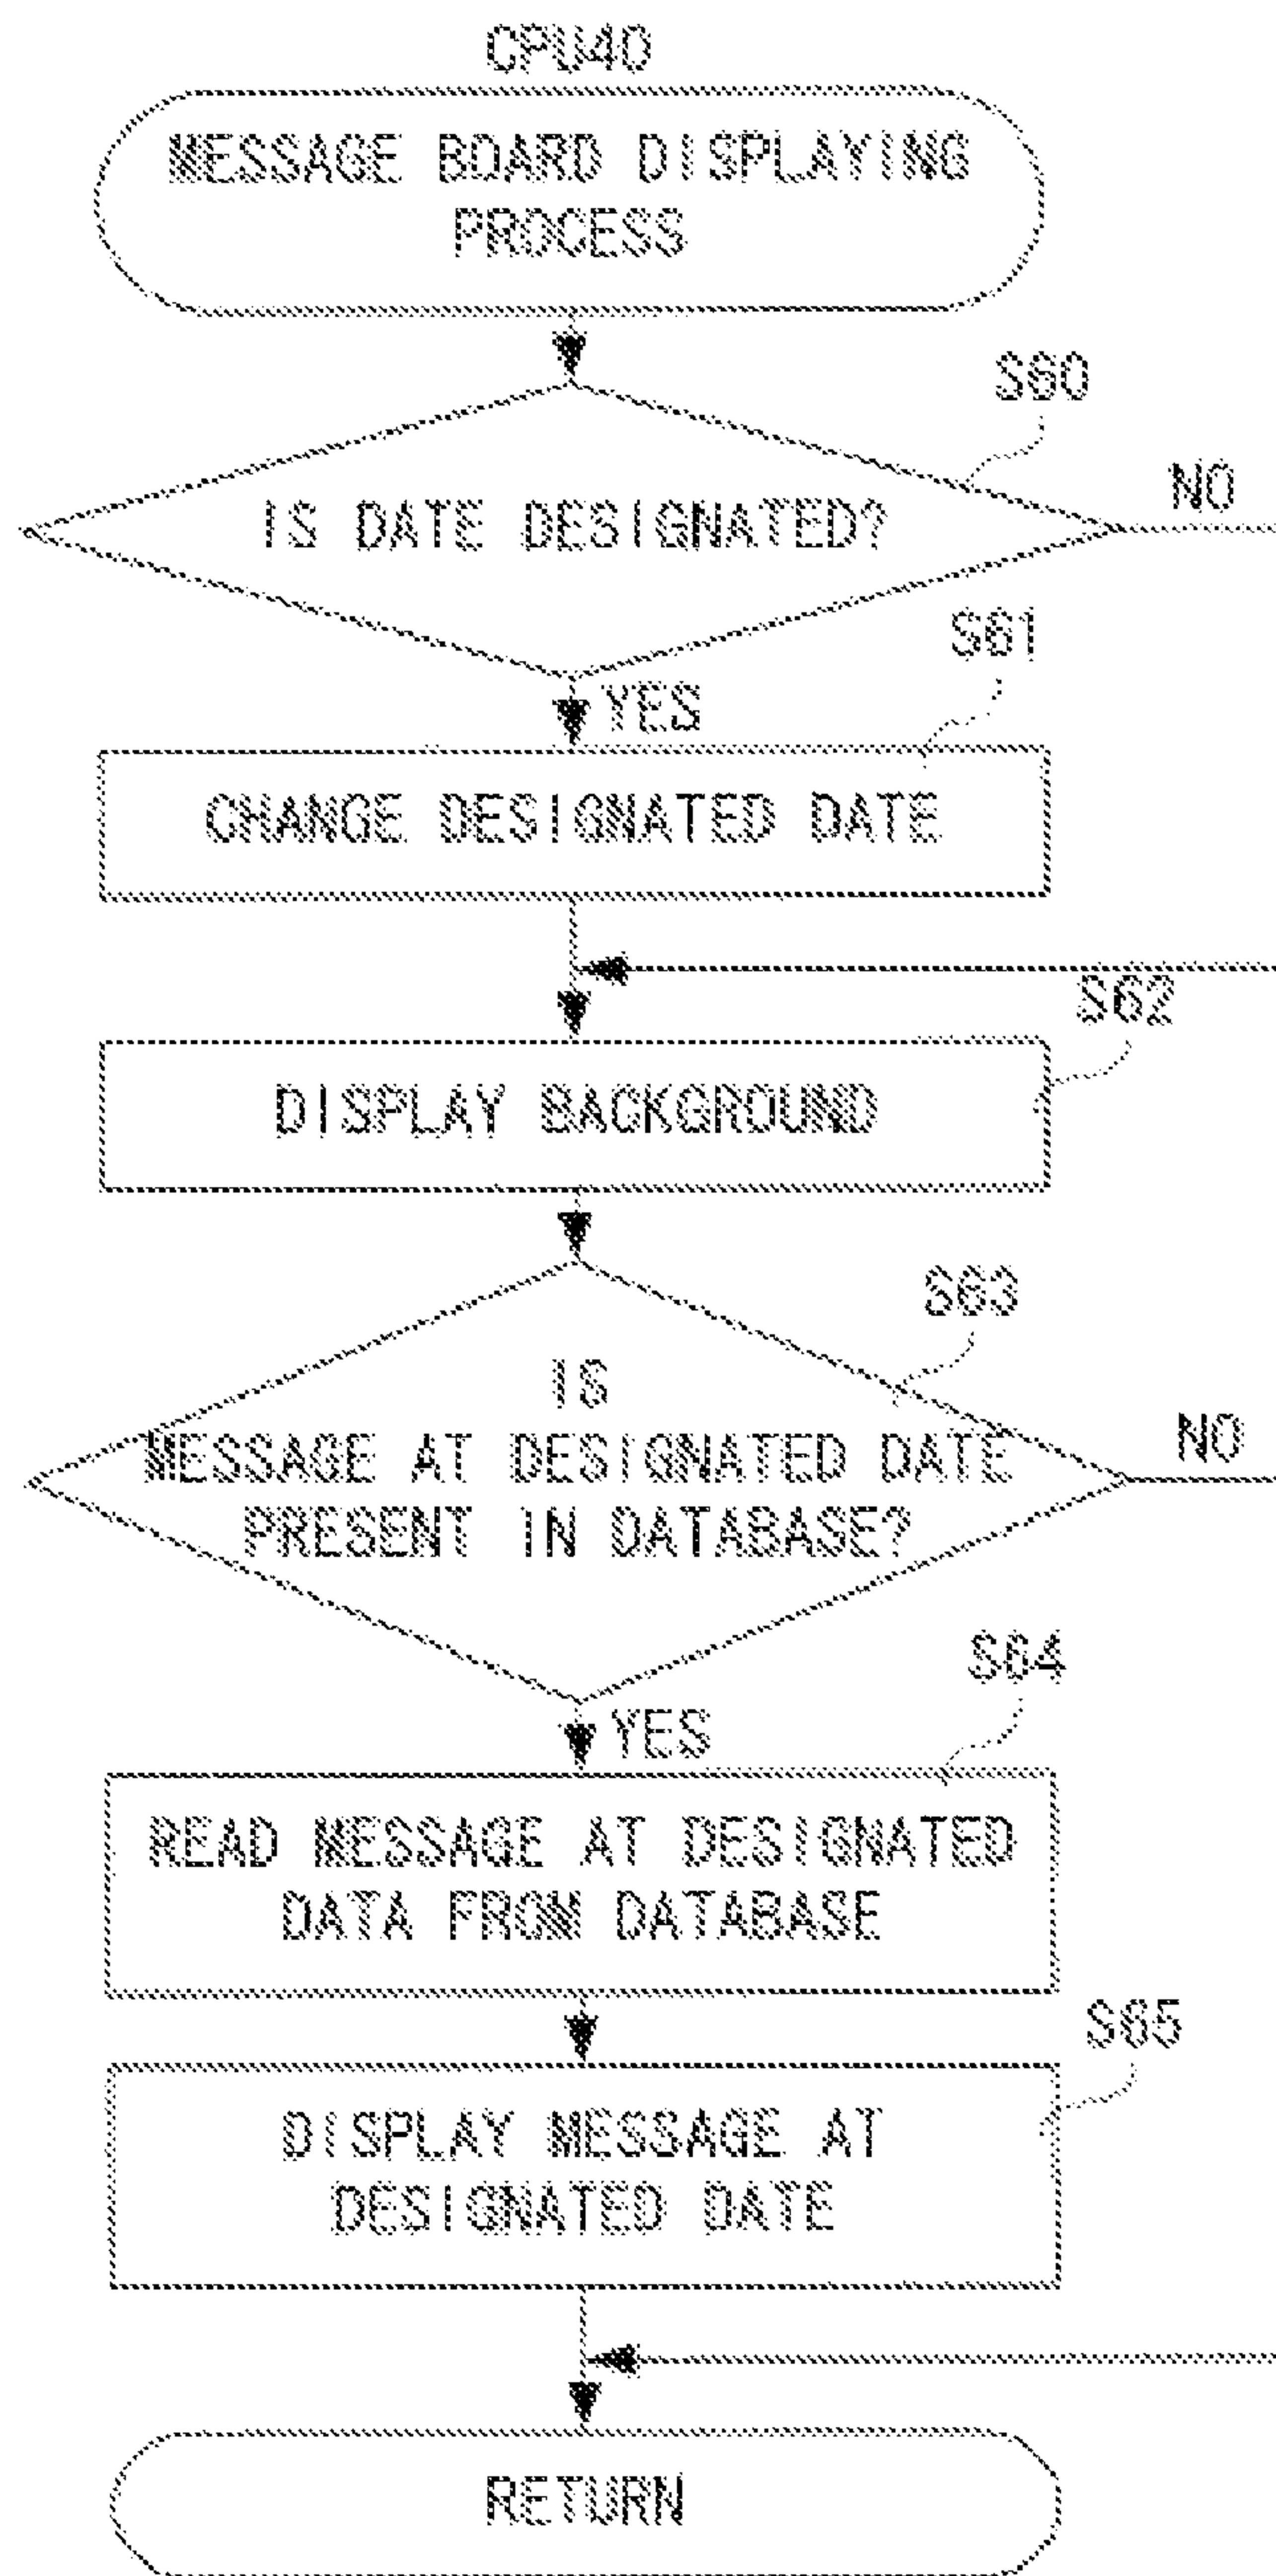 CPU40
MESSAGE BOARD DISPLAYING
PROCESS
S60
IS DATE DESIGNATED?
NO
S61
YES
CHANGE DESIGNATED DATE
S62
DISPLAY BACKGROUND
S63
IS
MESSAGE AT DESIGNATED DATE
PRESENT IN DATABASE?
NO
S64
YES
READ MESSAGE AT DESIGNATED
DATA FROM DATABASE
S65
DISPLAY MESSAGE AT
DESIGNATED DATE
RETURN